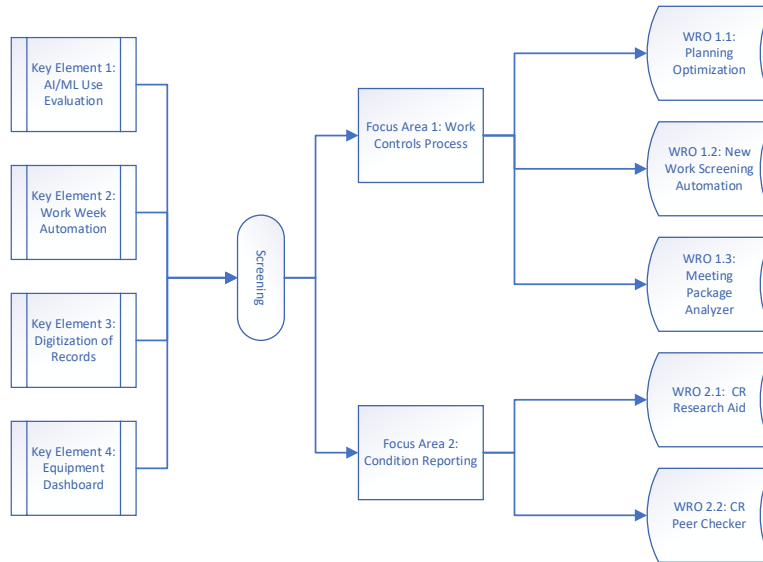 Key Element 1:
AI/ML Use
Evaluation
Key Element 2:
Work Week
Automation
Key Element 3:
Digitization of
Records
Key Element 4:
Equipment
Dashboard
Screening
Focus Area 1: Work
Controls Process
Focus Area 2:
Condition Reporting
WRO 1.1:
Planning
Optimization
WRO 1.2: New
Work Screening
Automation
WRO 1.3:
Meeting
Package
Analyzer
WRO 2.1: CR
Research Aid
WRO 2.2: CR
Peer Checker